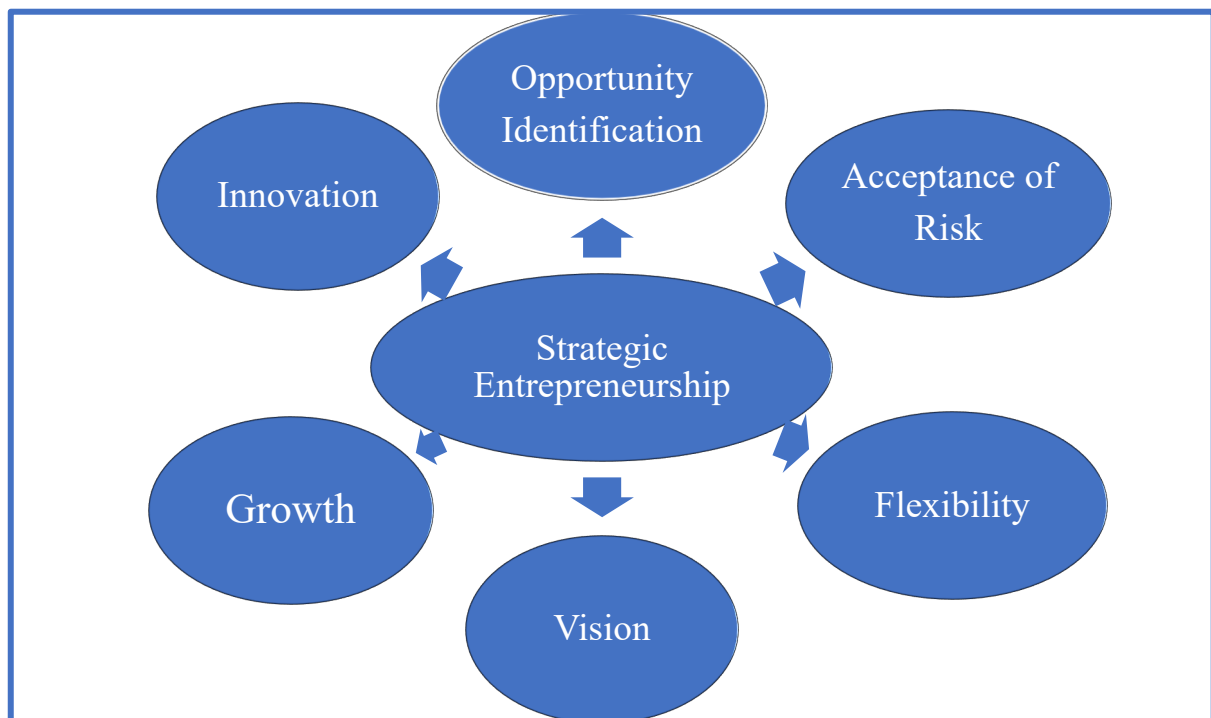 Opportunity
Identification
Innovation
Acceptance of
Risk
Strategic
Entrepreneurship
Growth
Flexibility
Vision